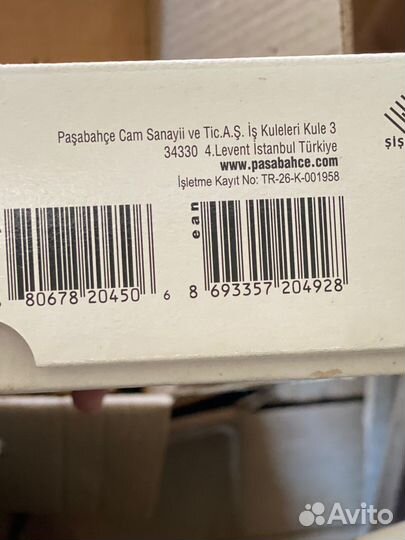 Paşabahçe Cam Sanayii ve Tic.A.Ş. İş Kuleleri Kule 3
34330 4.Levent İstanbul Türkiye
www.pasabahce.com
İşletme Kayıt No: TR-26-K-001958
ŞİŞ
ean
80678 20450 6
8 693357 204928
Avito